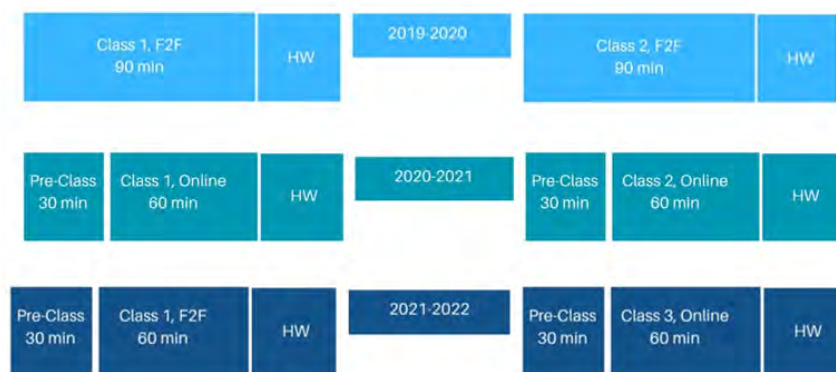 Class 1, F2F
90 min
HW
2019-2020
Class 2, F2F
90 min
HW
Pre-Class
30 min
Class 1, Online
60 min
HW
2020-2021
Pre-Class
30 min
Class 2, Online
60 min
HW
Pre-Class
30 min
Class 1, F2F
60 min
HW
2021-2022
Pre-Class
30 min
Class 3, Online
60 min
HW